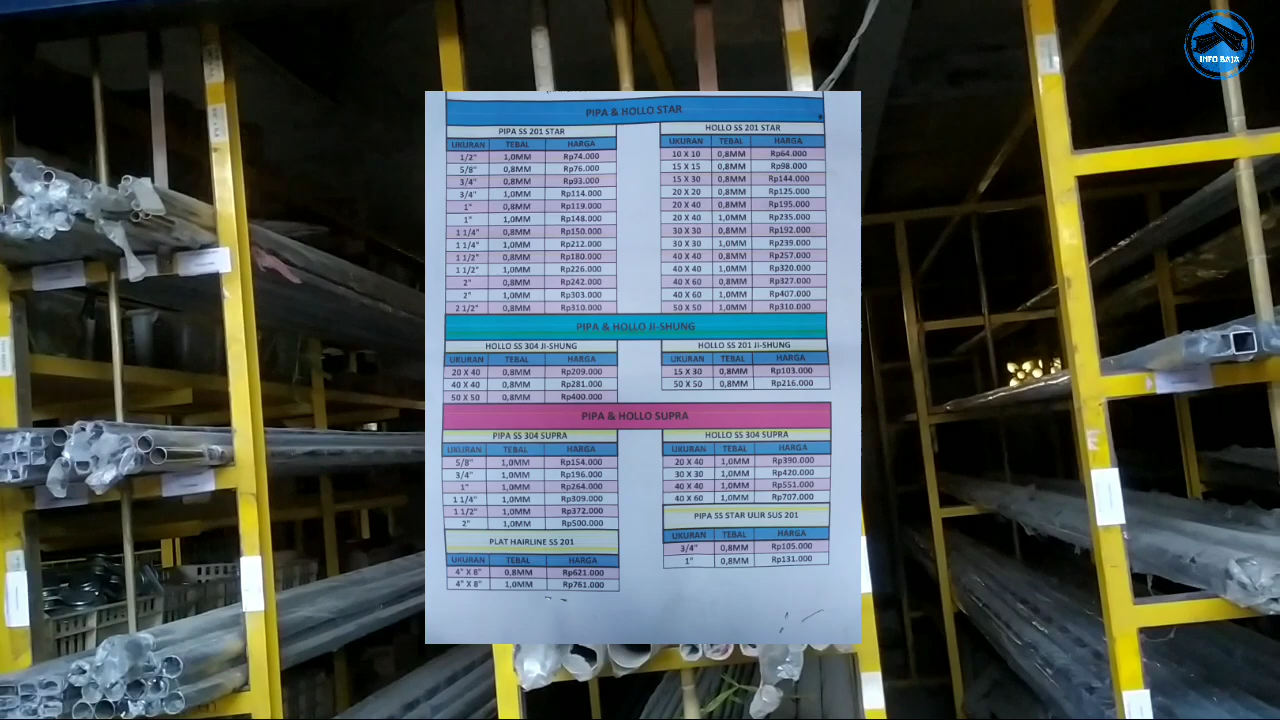 INFO BAJA
PIPA & HOLLO STAR
PIPA SS 201 STAR
UKURAN TEBAL HARGA
1/2" 1,0MM Rp74.000
5/8" 0,8MM Rp76.000
3/4" 0,8MM Rp93.000
3/4" 1,0MM Rp114.000
1" 0,8MM Rp119.000
1" 1,0MM Rp148.000
1 1/4" 0,8MM Rp150.000
1 1/4" 1,0MM Rp212.000
1 1/2" 0,8MM Rp180.000
1 1/2" 1,0MM Rp226.000
2" 0,8MM Rp242.000
2" 1,0MM Rp303.000
2 1/2" 0,8MM Rp310.000
HOLLO SS 201 STAR
UKURAN TEBAL HARGA
10 X 10 0,8MM Rp64.000
15 X 15 0,8MM Rp98.000
15 X 30 0,8MM Rp144.000
20 X 20 0,8MM Rp125.000
20 X 40 0,8MM Rp195.000
20 X 40 1,0MM Rp235.000
30 X 30 0,8MM Rp192.000
30 X 30 1,0MM Rp239.000
40 X 40 0,8MM Rp257.000
40 X 40 1,0MM Rp320.000
40 X 60 0,8MM Rp327.000
40 X 60 1,0MM Rp407.000
50 X 50 1,0MM Rp310.000
PIPA & HOLLO JI-SHUNG
HOLLO SS 304 JI-SHUNG
UKURAN TEBAL HARGA
20 X 40 0,8MM Rp209.000
40 X 40 0,8MM Rp281.000
50 X 50 0,8MM Rp400.000
HOLLO SS 201 JI-SHUNG
UKURAN TEBAL HARGA
15 X 30 0,8MM Rp103.000
50 X 50 0,8MM Rp216.000
PIPA & HOLLO SUPRA
PIPA SS 304 SUPRA
UKURAN TEBAL HARGA
5/8" 1,0MM Rp154.000
3/4" 1,0MM Rp196.000
1" 1,0MM Rp264.000
1 1/4" 1,0MM Rp309.000
1 1/2" 1,0MM Rp372.000
2" 1,0MM Rp500.000
PLAT HAIRLINE SS 201
UKURAN TEBAL HARGA
4" X 8" 0,8MM Rp621.000
4" X 8" 1,0MM Rp761.000
HOLLO SS 304 SUPRA
UKURAN TEBAL HARGA
20 X 40 1,0MM Rp390.000
30 X 30 1,0MM Rp420.000
40 X 40 1,0MM Rp551.000
40 X 60 1,0MM Rp707.000
PIPA SS STAR ULIR SUS 201
UKURAN TEBAL HARGA
3/4" 0,8MM Rp105.000
1" 0,8MM Rp131.000